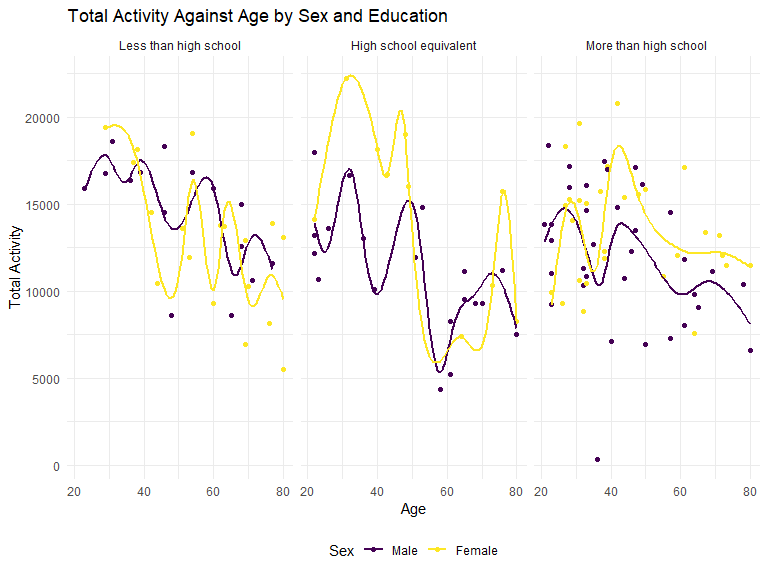 Total Activity Against Age by Sex and Education
Less than high school
High school equivalent
More than high school
Total Activity
20000
15000
10000
5000
0
20 40 60 80
20 40 60 80
20 40 60 80
Age
Sex Male Female